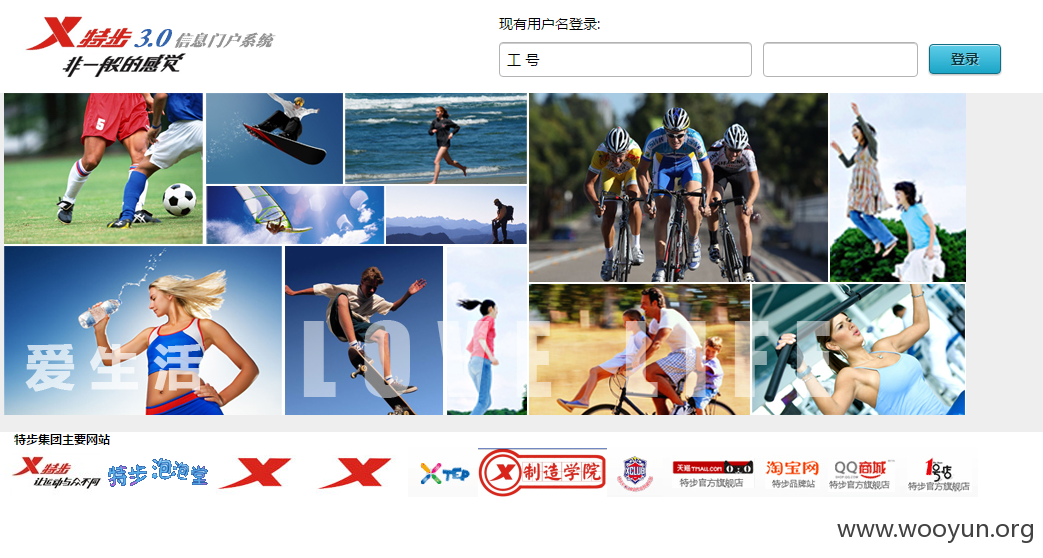 特步 3.0 信息门户系统
非一般的感觉
现有用户名登录:
工 号
登录
5
爱生活
LOVE LIFE
特步集团主要网站
特步
让运动与众不同
特步 泡泡堂
XTEP
制造学院
XCLUB
天猫 TMALL.COM
特步官方旗舰店
淘宝网
特步品牌站
QQ商城
特步官方旗舰店
1号店
特步官方旗舰店
www.wooyun.org